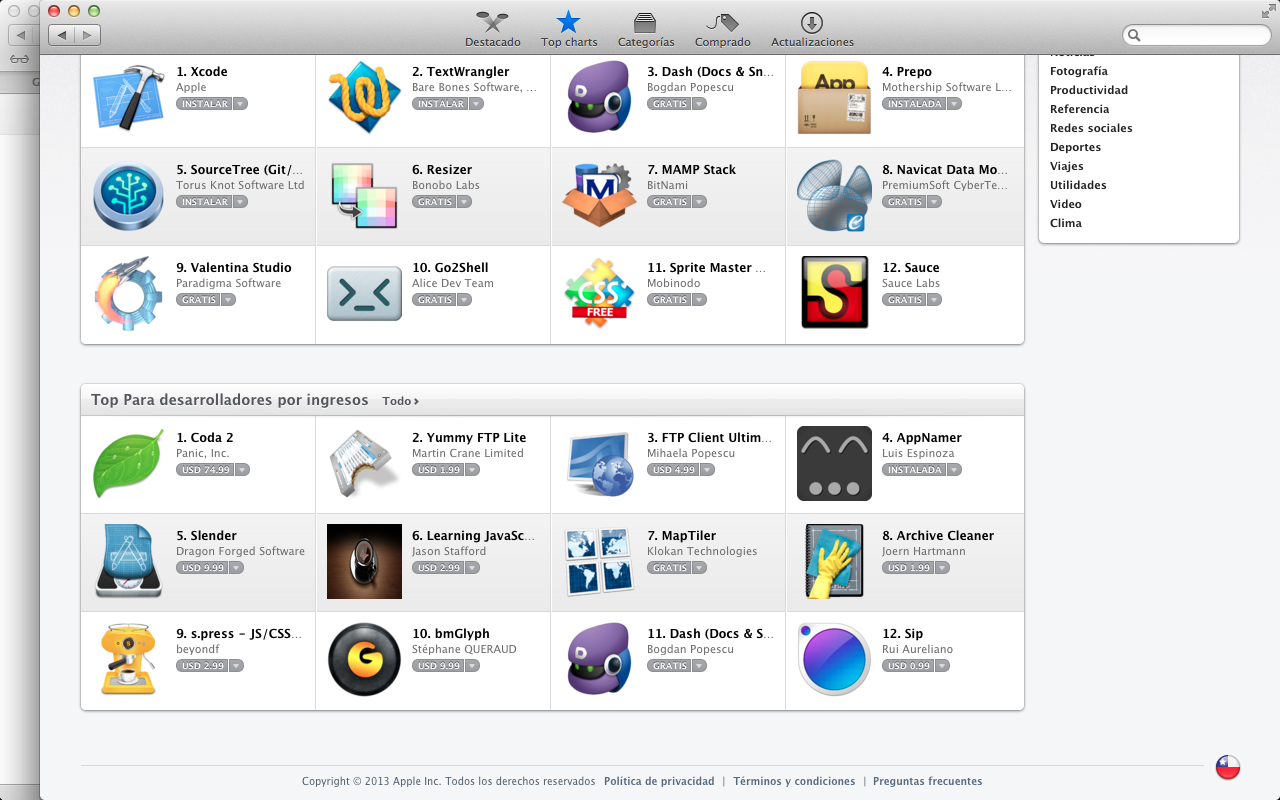 Destacado
Top charts
Categorías
Comprado
Actualizaciones
1. Xcode
Apple
INSTALAR
2. TextWrangler
Bare Bones Software, ...
INSTALAR
3. Dash (Docs & Sn...
Bogdan Popescu
GRATIS
4. Prepo
Mothership Software L...
INSTALADA
App
5. SourceTree (Git/...
Torus Knot Software Ltd
INSTALAR
6. Resizer
Bonobo Labs
GRATIS
7. MAMP Stack
BitNami
GRATIS
8. Navicat Data Mo...
PremiumSoft CyberTe...
GRATIS
9. Valentina Studio
Paradigma Software
GRATIS
10. Go2Shell
Alice Dev Team
GRATIS
CSS
FREE
11. Sprite Master ...
Mobinodo
GRATIS
12. Sauce
Sauce Labs
GRATIS
Noticias
Fotografía
Productividad
Referencia
Redes sociales
Deportes
Viajes
Utilidades
Video
Clima
Top Para desarrolladores por ingresos Todo ›
1. Coda 2
Panic, Inc.
USD 74.99
2. Yummy FTP Lite
Martin Crane Limited
USD 1.99
3. FTP Client Ultim...
Mihaela Popescu
USD 4.99
4. AppNamer
Luis Espinoza
INSTALADA
5. Slender
Dragon Forged Software
USD 9.99
6. Learning JavaSc...
Jason Stafford
USD 2.99
7. MapTiler
Klokan Technologies
GRATIS
8. Archive Cleaner
Joern Hartmann
USD 1.99
9. s.press - JS/CSS...
beyondf
USD 2.99
10. bmGlyph
Stéphane QUERAUD
USD 9.99
11. Dash (Docs & S...
Bogdan Popescu
GRATIS
12. Sip
Rui Aureliano
USD 0.99
Copyright © 2013 Apple Inc. Todos los derechos reservados Política de privacidad | Términos y condiciones | Preguntas frecuentes